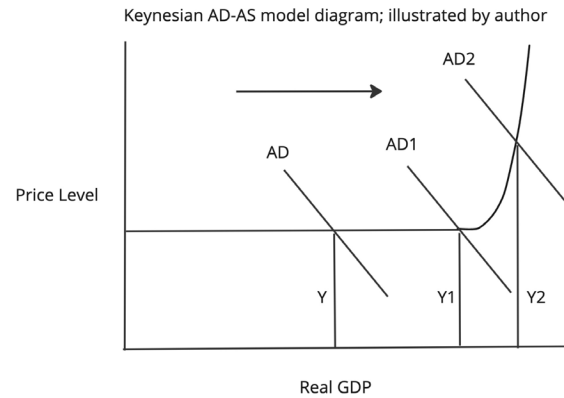 Keynesian AD-AS model diagram; illustrated by author
AD2
AD1
AD
Price Level
Y
Y1
Y2
Real GDP